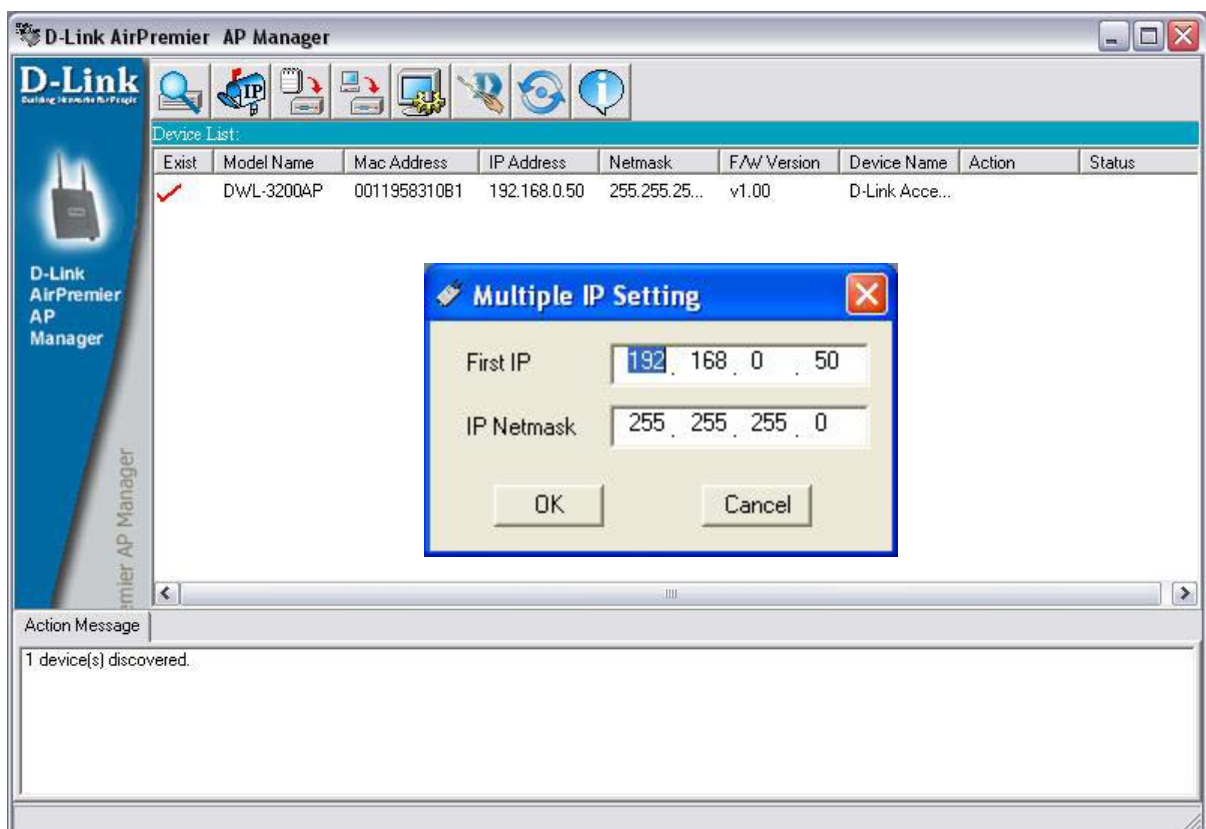 D-Link AirPremier AP Manager
D-Link
Building Networks for People
IP
Device List:
Exist Model Name Mac Address IP Address Netmask F/W Version Device Name Action Status
DWL-3200AP 0011958310B1 192.168.0.50 255.255.25... v1.00 D-Link Acce...
D-Link
AirPremier
AP
Manager
Multiple IP Setting
First IP 192 . 168 . 0 . 50
IP Netmask 255 . 255 . 255 . 0
OK Cancel
emier AP Manager
Action Message
1 device(s) discovered.